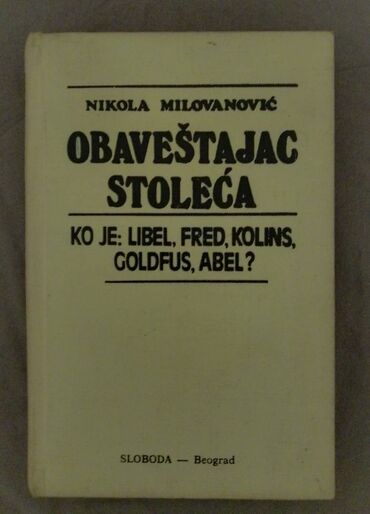 NIKOLA MILOVANOVIĆ
OBAVEŠTAJAC
STOLEĆA
KO JE: LIBEL, FRED, KOLINS,
GOLDFUS, ABEL?
SLOBODA — Beograd